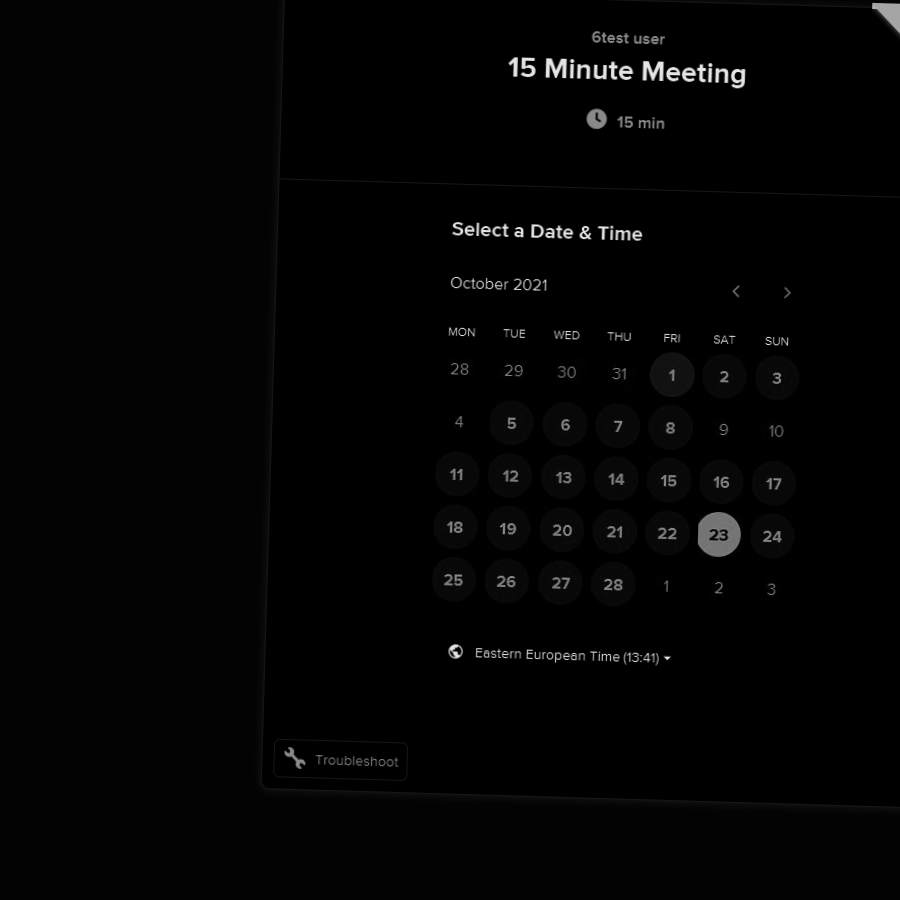 6test user
15 Minute Meeting
15 min
Select a Date & Time
October 2021
MON TUE WED THU FRI SAT SUN
28 29 30 31 1 2 3
4 5 6 7 8 9 10
11 12 13 14 15 16 17
18 19 20 21 22 23 24
25 26 27 28 1 2 3
Eastern European Time (13:41)
Troubleshoot